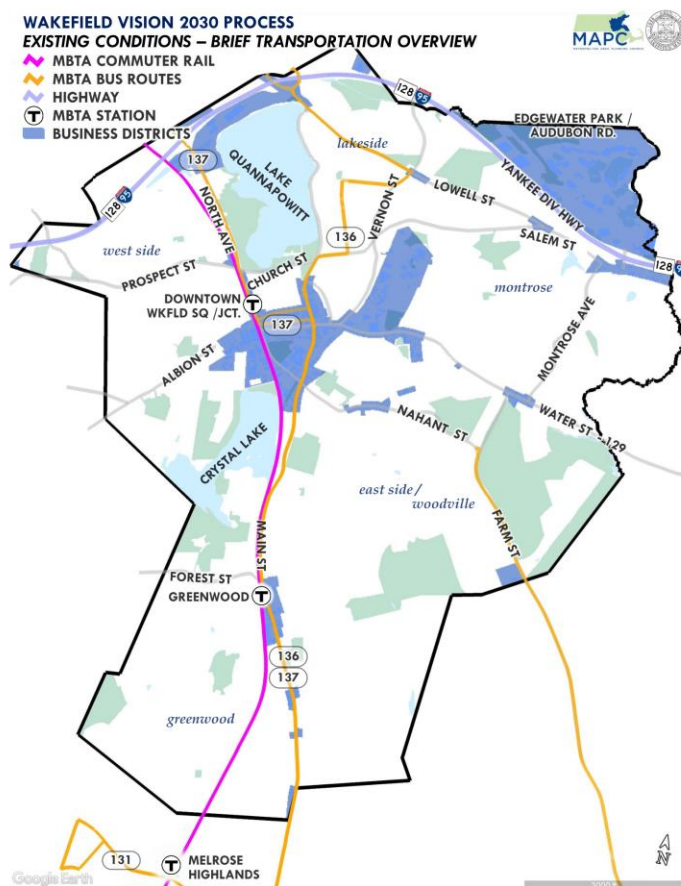 WAKEFIELD VISION 2030 PROCESS
EXISTING CONDITIONS – BRIEF TRANSPORTATION OVERVIEW
MBTA COMMUTER RAIL
MBTA BUS ROUTES
HIGHWAY
T MBTA STATION
BUSINESS DISTRICTS
MAPC
128 95
EDGEWATER PARK /
AUDUBON RD.
lakeside
137
LAKE
QUANNAPOWITT
NORTH AVE
VERNON ST
LOWELL ST
YANKEE DIV HWY
128 95
west side
136
SALEM ST
128 95
PROSPECT ST
CHURCH ST
montrose
DOWNTOWN
WKFLD SQ /JCT.
T
137
MONTROSE AVE
ALBION ST
NAHANT ST
WATER ST - 129
CRYSTAL LAKE
east side /
woodville
MAIN ST
FARM ST
FOREST ST
GREENWOOD
T
136
137
greenwood
131
T
MELROSE
HIGHLANDS
N
Google Earth